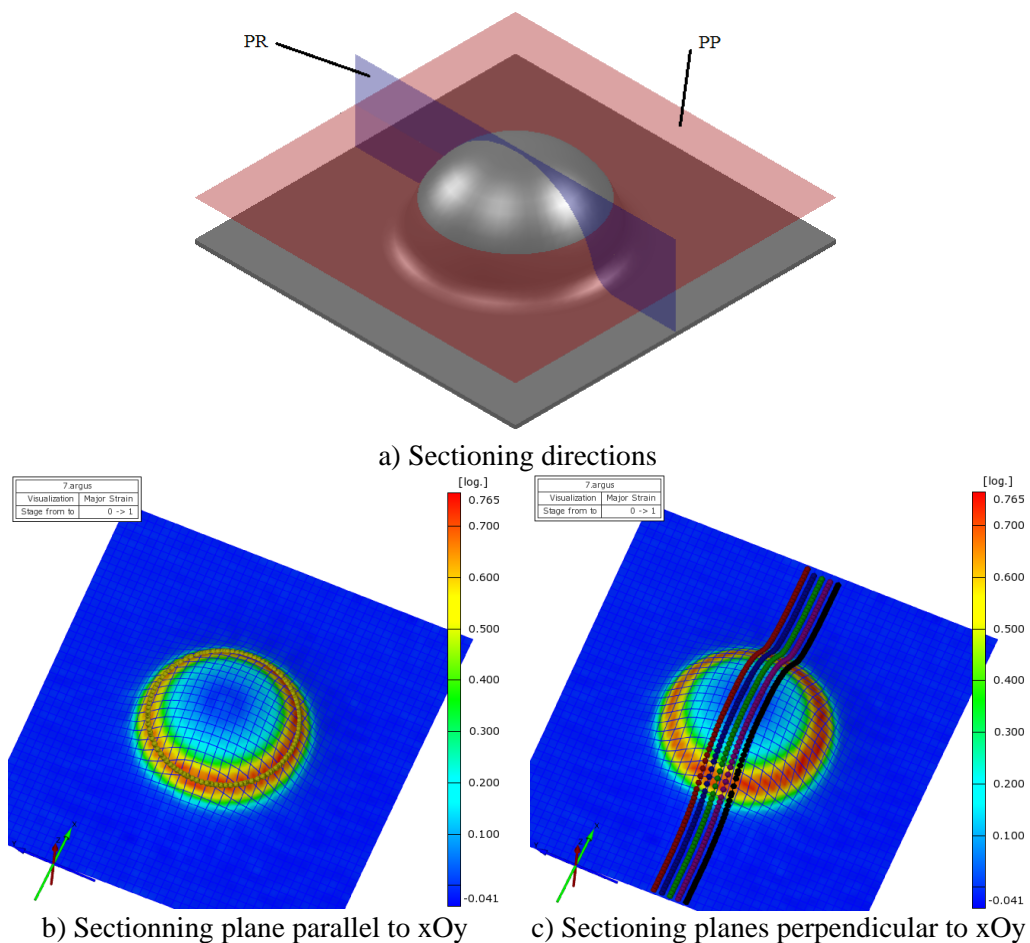 PR
PP
a) Sectioning directions
7.argus
Visualization Major Strain
Stage from to 0 -> 1
[log.]
0.765
0.700
0.600
0.500
0.400
0.300
0.200
0.100
-0.041
7.argus
Visualization Major Strain
Stage from to 0 -> 1
[log.]
0.765
0.700
0.600
0.500
0.400
0.300
0.200
0.100
-0.041
b) Sectionning plane parallel to xOy
c) Sectioning planes perpendicular to xOy